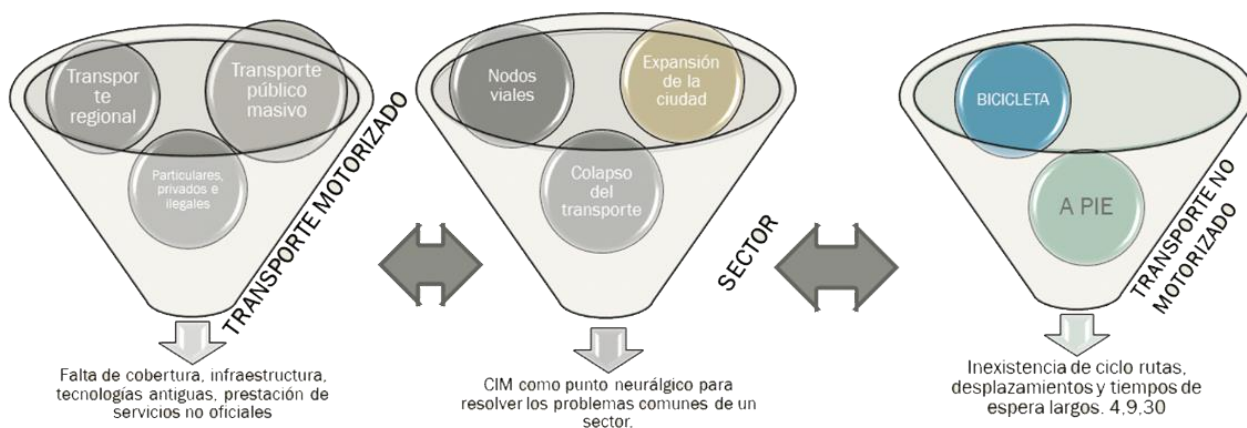 Transpor
te
regional
Transporte
público
masivo
Particulares,
privados e
ilegales
TRANSPORTE MOTORIZADO
Falta de cobertura, infraestructura,
tecnologías antiguas, prestación de
servicios no oficiales
Nodos
viales
Expansión
de la
ciudad
Colapso
del
transporte
SECTOR
CIM como punto neurálgico para
resolver los problemas comunes de un
sector.
BICICLETA
A PIE
TRANSPORTE NO
MOTORIZADO
Inexistencia de ciclo rutas,
desplazamientos y tiempos de
espera largos. 4,9,30